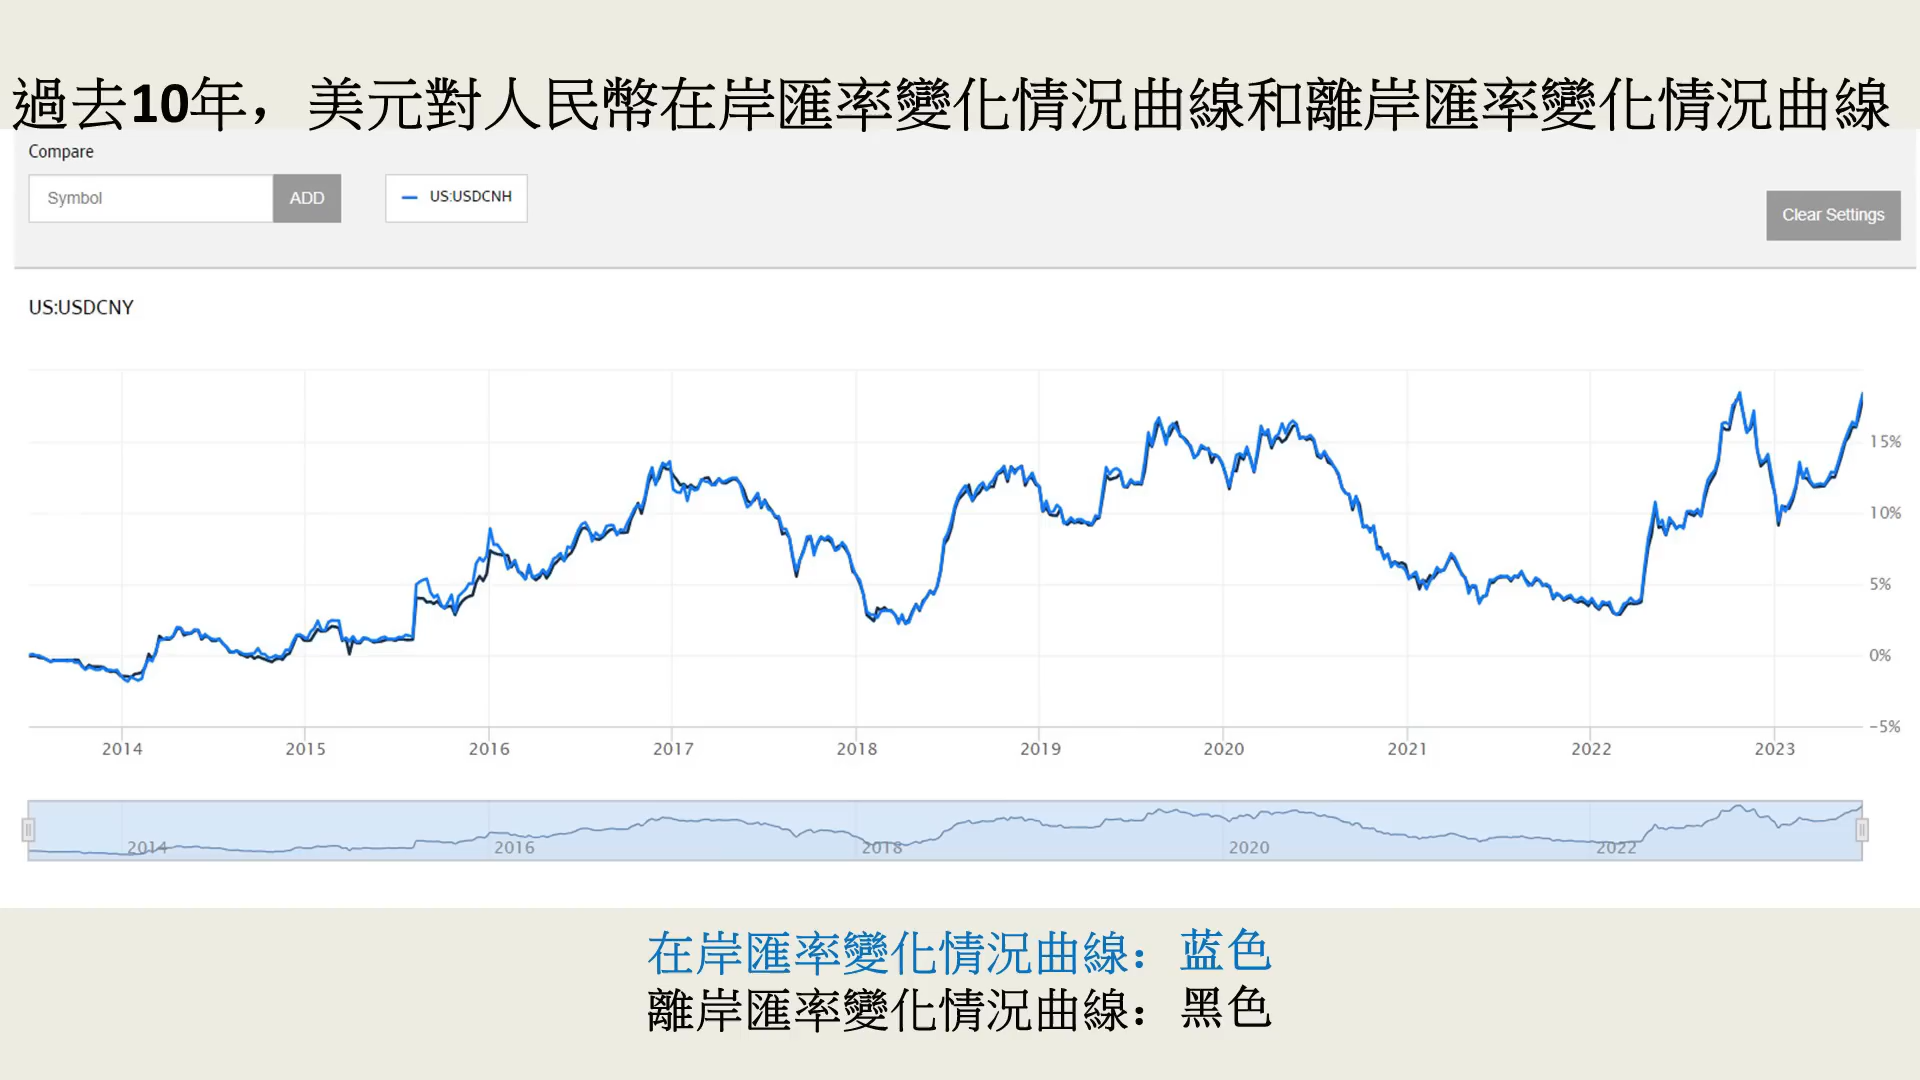 過去10年，美元對人民幣在岸匯率變化情況曲線和離岸匯率變化情況曲線
Compare
Symbol
ADD
US:USDCNH
Clear Settings
US:USDCNY
15%
10%
5%
0%
-5%
2014 2015 2016 2017 2018 2019 2020 2021 2022 2023
2014 2016 2018 2020 2022
在岸匯率變化情況曲線：蓝色
離岸匯率變化情況曲線：黑色